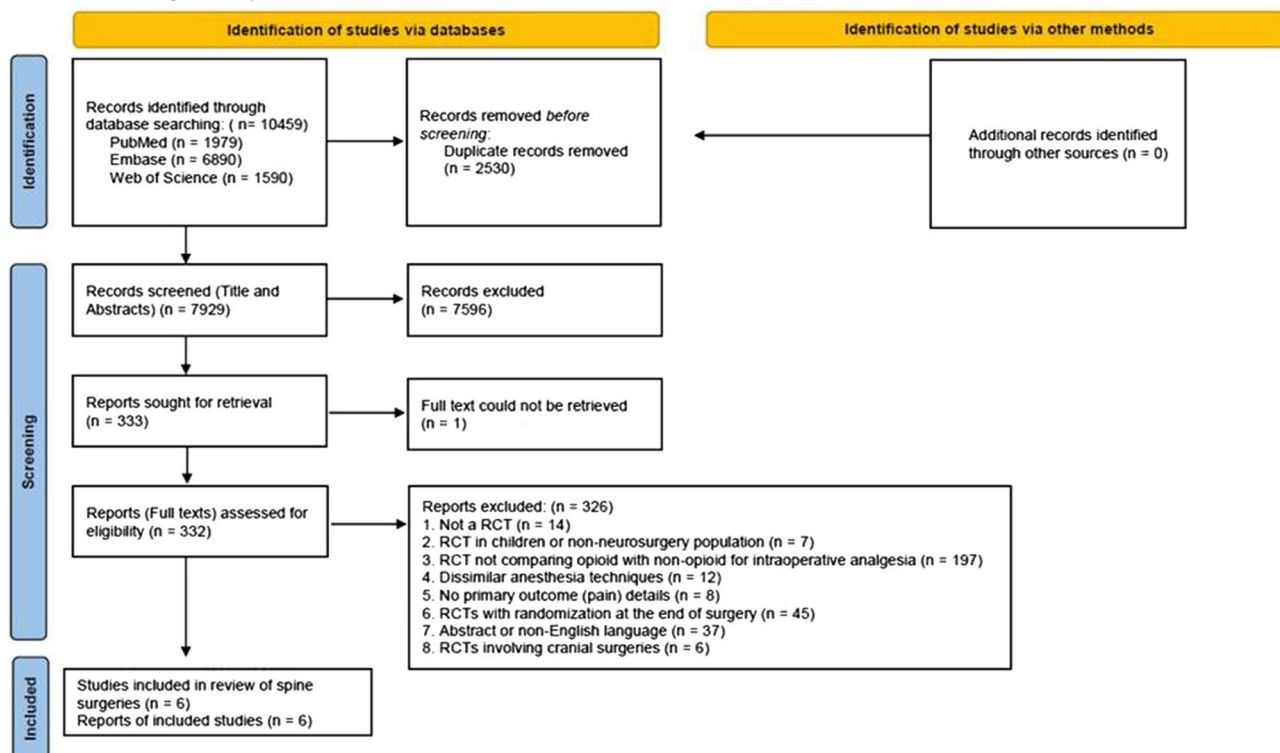 Identification of studies via databases
Identification of studies via other methods
Identification
Records identified through
database searching: ( n= 10459)
PubMed (n = 1979)
Embase (n = 6890)
Web of Science (n = 1590)
Records removed before
screening:
Duplicate records removed
(n = 2530)
Additional records identified
through other sources (n = 0)
Screening
Records screened (Title and
Abstracts) (n = 7929)
Records excluded
(n = 7596)
Reports sought for retrieval
(n = 333)
Full text could not be retrieved
(n = 1)
Reports (Full texts) assessed for
eligibility (n = 332)
Reports excluded: (n = 326)
1. Not a RCT (n = 14)
2. RCT in children or non-neurosurgery population (n = 7)
3. RCT not comparing opioid with non-opioid for intraoperative analgesia (n = 197)
4. Dissimilar anesthesia techniques (n = 12)
5. No primary outcome (pain) details (n = 8)
6. RCTs with randomization at the end of surgery (n = 45)
7. Abstract or non-English language (n = 37)
8. RCTs involving cranial surgeries (n = 6)
Included
Studies included in review of spine
surgeries (n = 6)
Reports of included studies (n = 6)